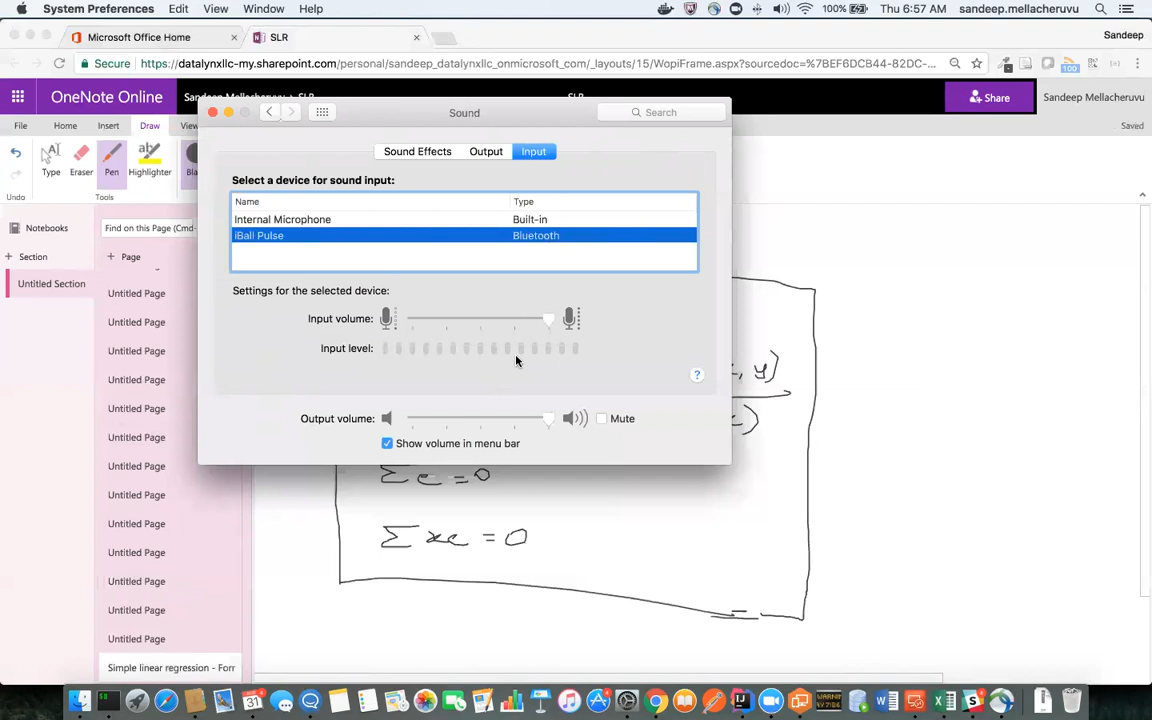 System Preferences Edit View Window Help 100% Thu 6:57 AM sandeep.mellacheruvu
Microsoft Office Home × SLR × Sandeep
Secure https://datalynxllc-my.sharepoint.com/personal/sandeep_datalynxllc_onmicrosoft_com/_layouts/15/WopiFrame.aspx?sourcedoc=%7BEF6DCB44-82DC-... 100
OneNote Online SLR Share Sandeep Mellacheruvu
File Home Insert Draw Saved
Type Eraser Pen Highlighter
Undo Tools
Notebooks Find on this Page (Cmd+
+ Section + Page
Untitled Section
Untitled Page
Untitled Page
Untitled Page
Untitled Page
Untitled Page
Untitled Page
Untitled Page
Untitled Page
Untitled Page
Untitled Page
Untitled Page
Untitled Page
Untitled Page
Simple linear regression - Forr
Sound Search
Sound Effects Output Input
Select a device for sound input:
Name Type
Internal Microphone Built-in
iBall Pulse Bluetooth
Settings for the selected device:
Input volume:
Input level:
?
Output volume: Mute
Show volume in menu bar
, y)
)
Σ e = 0
Σ xe = 0
31